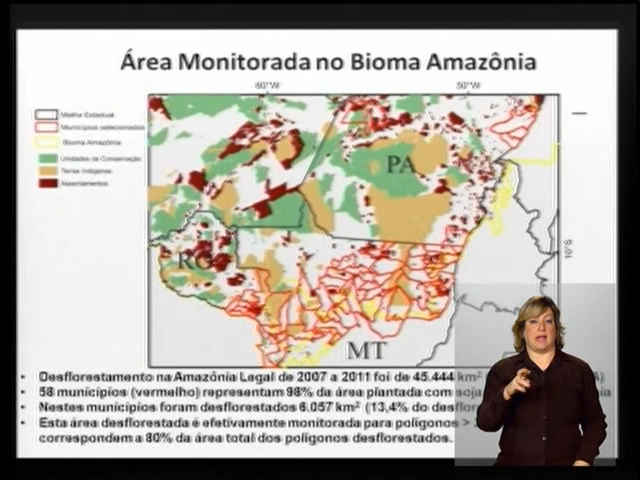 Área Monitorada no Bioma Amazônia
60°W
50°W
Malha Estadual
Municípios selecionados
Bioma Amazônia
Unidades de Conservação
Terras Indígenas
Assentamentos
PA
10°S
RO
MT
• Desflorestamento na Amazônia Legal de 2007 a 2011 foi de 45.444 km²
• 58 municípios (vermelho) representam 98% da área plantada com soja
• Nestes municípios foram desflorestados 6.057 km² (13,4% do desflor
• Esta área desflorestada é efetivamente monitorada para polígonos >
correspondem a 80% da área total dos polígonos desflorestados.